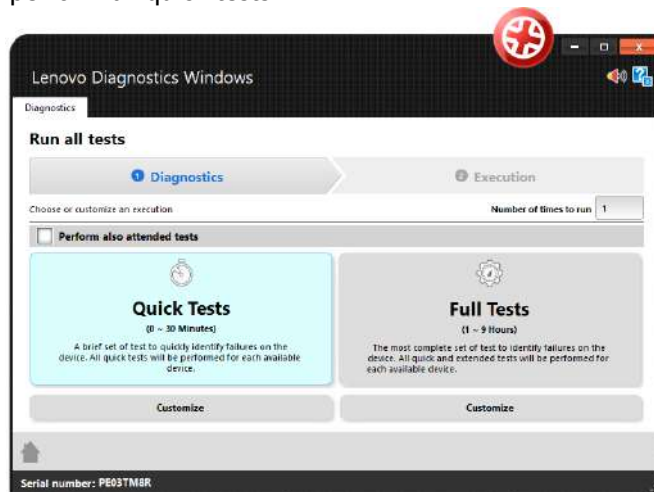 Lenovo Diagnostics Windows
Diagnostics
Run all tests
1 Diagnostics
2 Execution
Choose or customize an execution
Number of times to run 1
Perform also attended tests
Quick Tests
(0 ~ 30 Minutes)
A brief set of test to quickly identify failures on the
device. All quick tests will be performed for each available
device.
Full Tests
(1 ~ 9 Hours)
The most complete set of test to identify failures on the
device. All quick and extended tests will be performed for
each available device.
Customize
Customize
Serial number: PE03TM8R